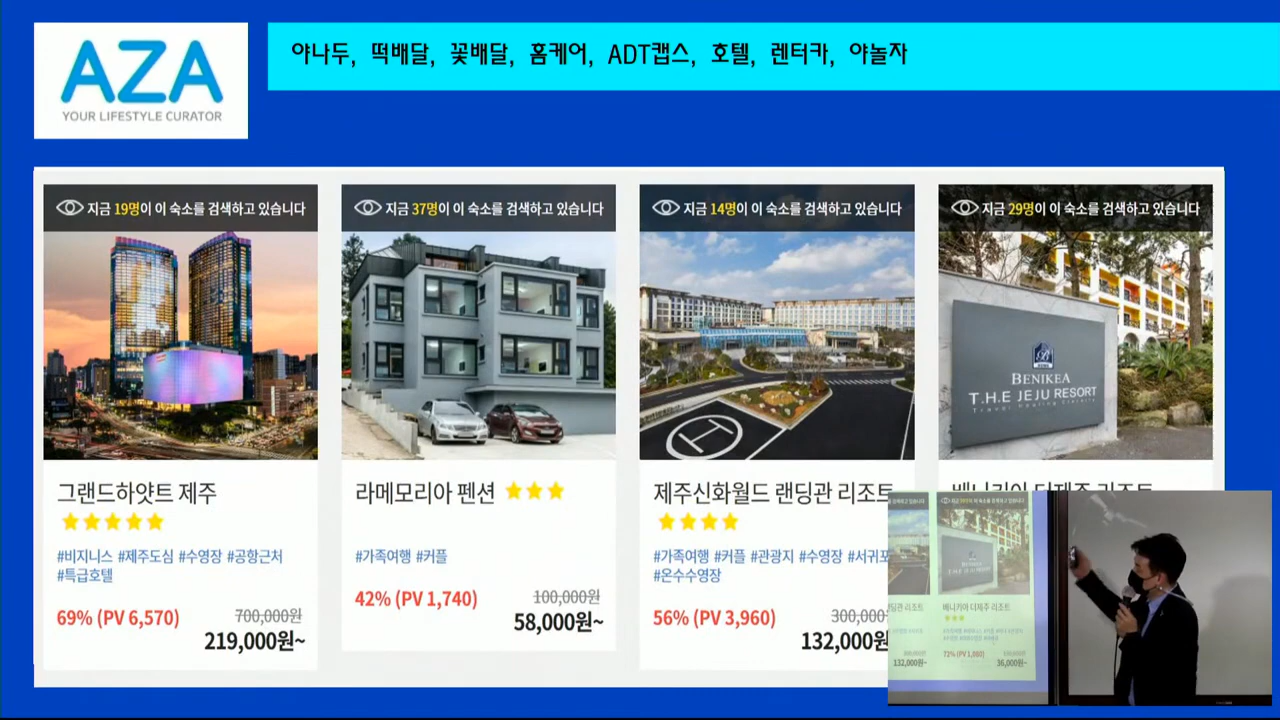 AZA
YOUR LIFESTYLE CURATOR
야나두, 떡배달, 꽃배달, 홈케어, ADT캡스, 호텔, 렌터카, 야놀자
지금 19명이 이 숙소를 검색하고 있습니다
그랜드하얏트 제주
#비지니스 #제주도심 #수영장 #공항근처
#특급호텔
69% (PV 6,570)
700,000원
219,000원~
지금 37명이 이 숙소를 검색하고 있습니다
라메모리아 펜션
#가족여행 #커플
42% (PV 1,740)
100,000원
58,000원~
지금 14명이 이 숙소를 검색하고 있습니다
제주신화월드 랜딩관 리조트
#가족여행 #커플 #관광지 #수영장 #서귀포
#온수수영장
56% (PV 3,960)
300,000
132,000원
지금 29명이 이 숙소를 검색하고 있습니다
BENIKEA
THE JEJU RESORT
베니키아 더제주 리조트
랜딩관 리조트
132,000원~
베니키아 더제주 리조트
72% (PV 1,080)
36,000원~